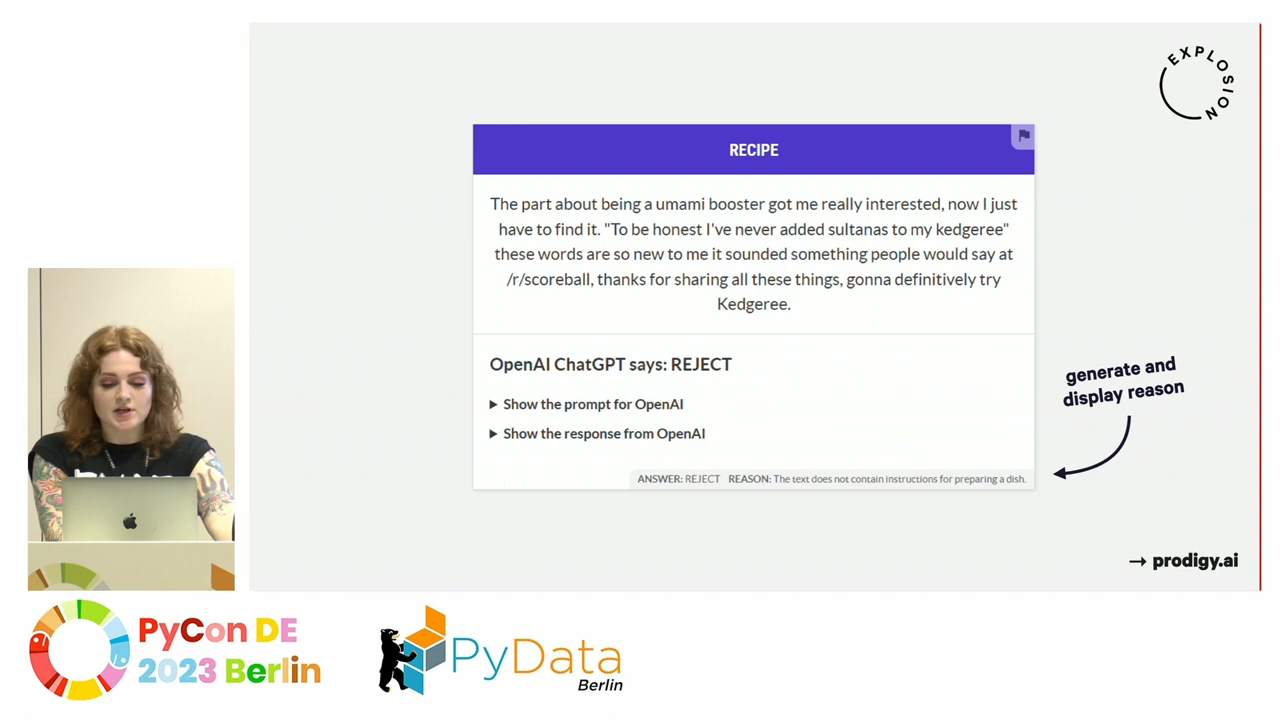 EXPLOSION
RECIPE
The part about being a umami booster got me really interested, now I just
have to find it. "To be honest I've never added sultanas to my kedgeree"
these words are so new to me it sounded something people would say at
/r/scoreball, thanks for sharing all these things, gonna definitively try
Kedgeree.
OpenAI ChatGPT says: REJECT
▶ Show the prompt for OpenAI
▶ Show the response from OpenAI
ANSWER: REJECT REASON: The text does not contain instructions for preparing a dish.
generate and
display reason
→ prodigy.ai
PyCon DE
2023 Berlin
PyData
Berlin